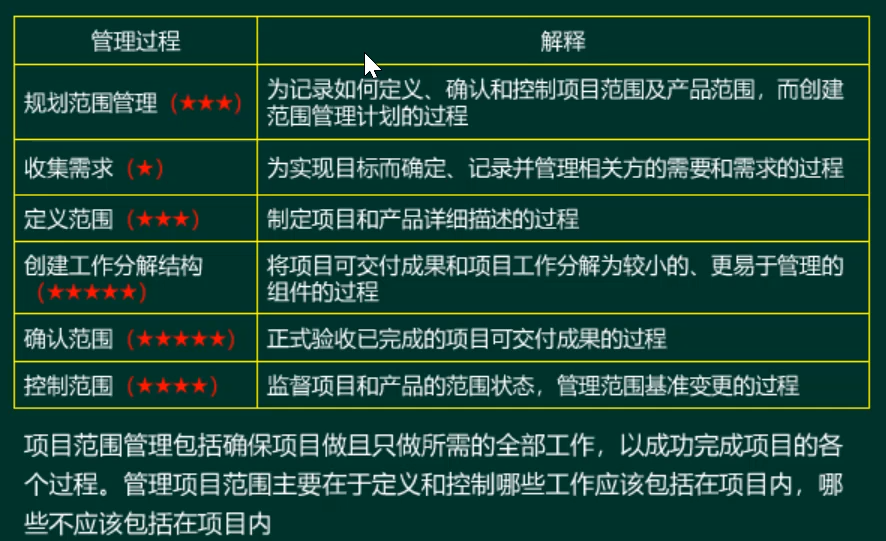 管理过程
解释
规划范围管理（★★★）
为记录如何定义、确认和控制项目范围及产品范围，而创建
范围管理计划的过程
收集需求（★）
为实现目标而确定、记录并管理相关方的需要和需求的过程
定义范围（★★★）
制定项目和产品详细描述的过程
创建工作分解结构
（★★★★★）
将项目可交付成果和项目工作分解为较小的、更易于管理的
组件的过程
确认范围（★★★★★）
正式验收已完成的项目可交付成果的过程
控制范围（★★★★）
监督项目和产品的范围状态，管理范围基准变更的过程
项目范围管理包括确保项目做且只做所需的全部工作，以成功完成项目的各
个过程。管理项目范围主要在于定义和控制哪些工作应该包括在项目内，哪
些不应该包括在项目内